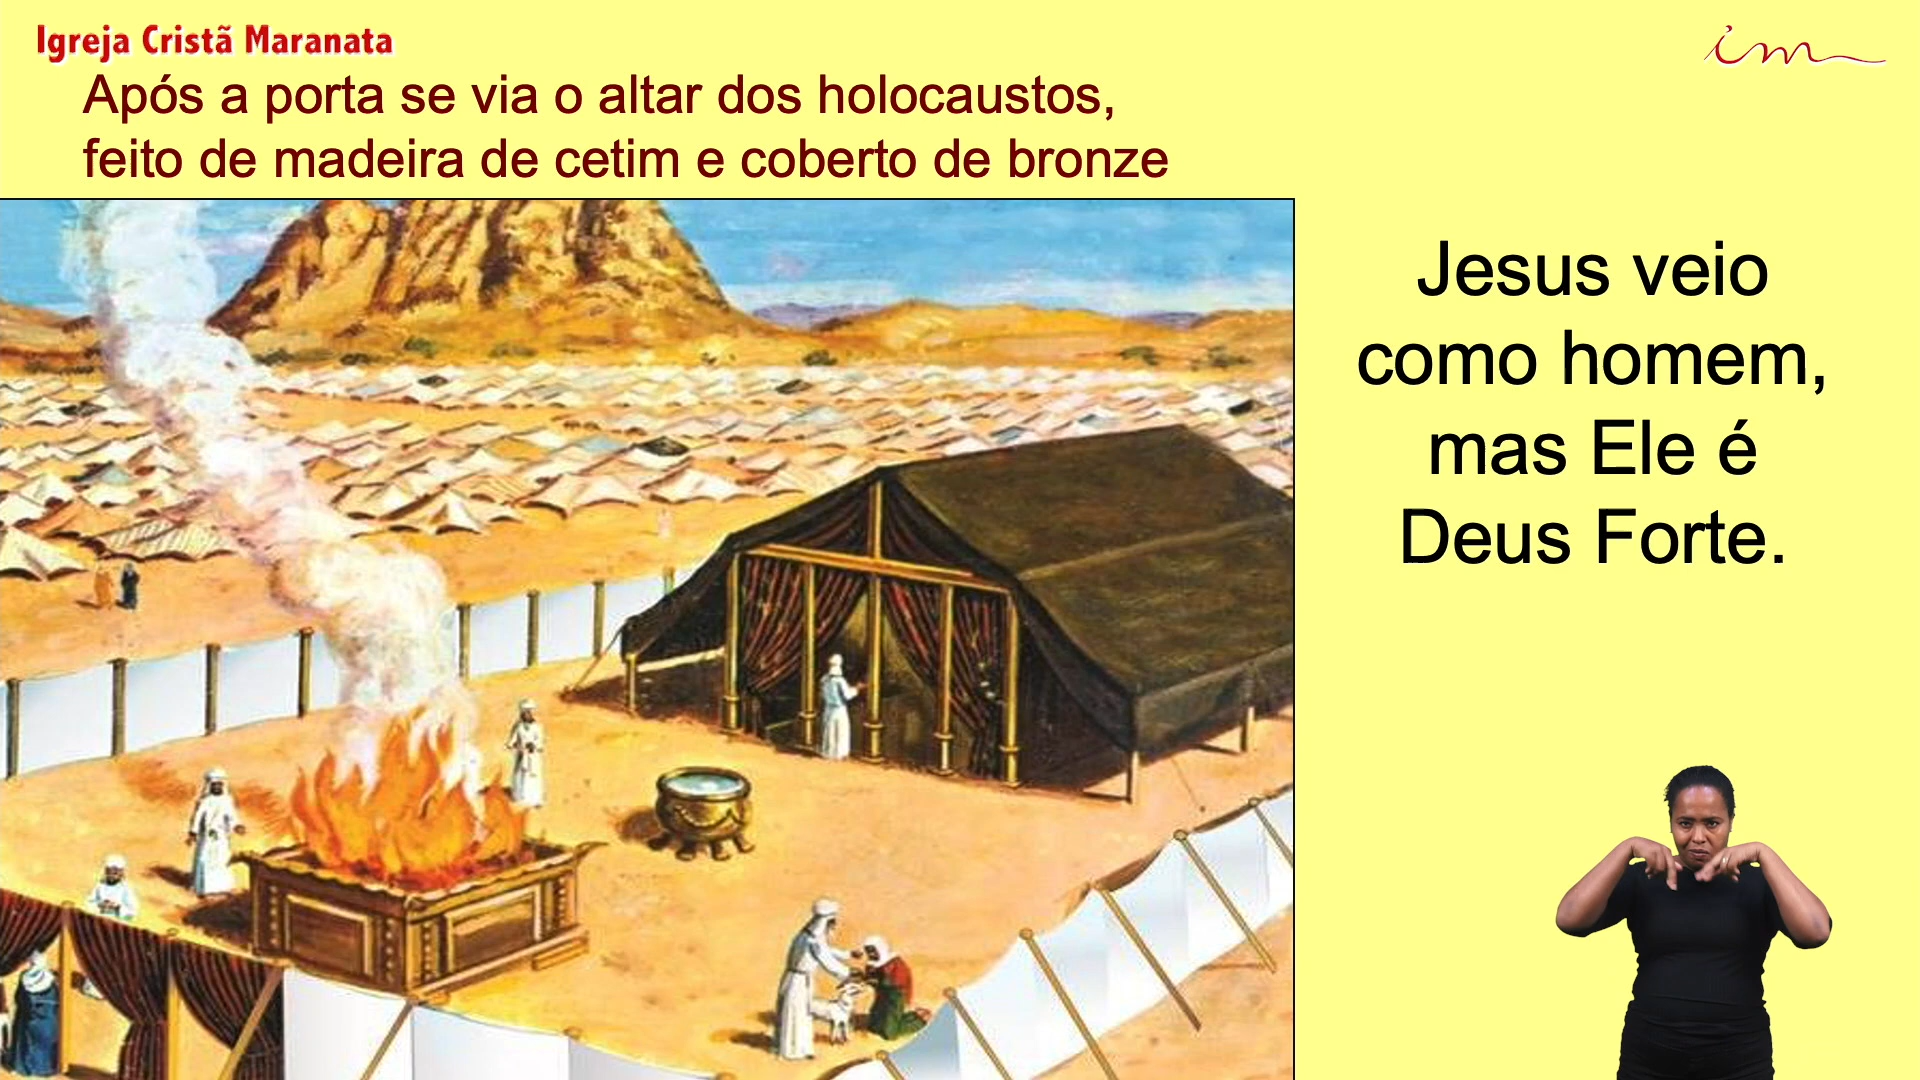 Igreja Cristã Maranata
im
Após a porta se via o altar dos holocaustos,
feito de madeira de cetim e coberto de bronze
Jesus veio
como homem,
mas Ele é
Deus Forte.